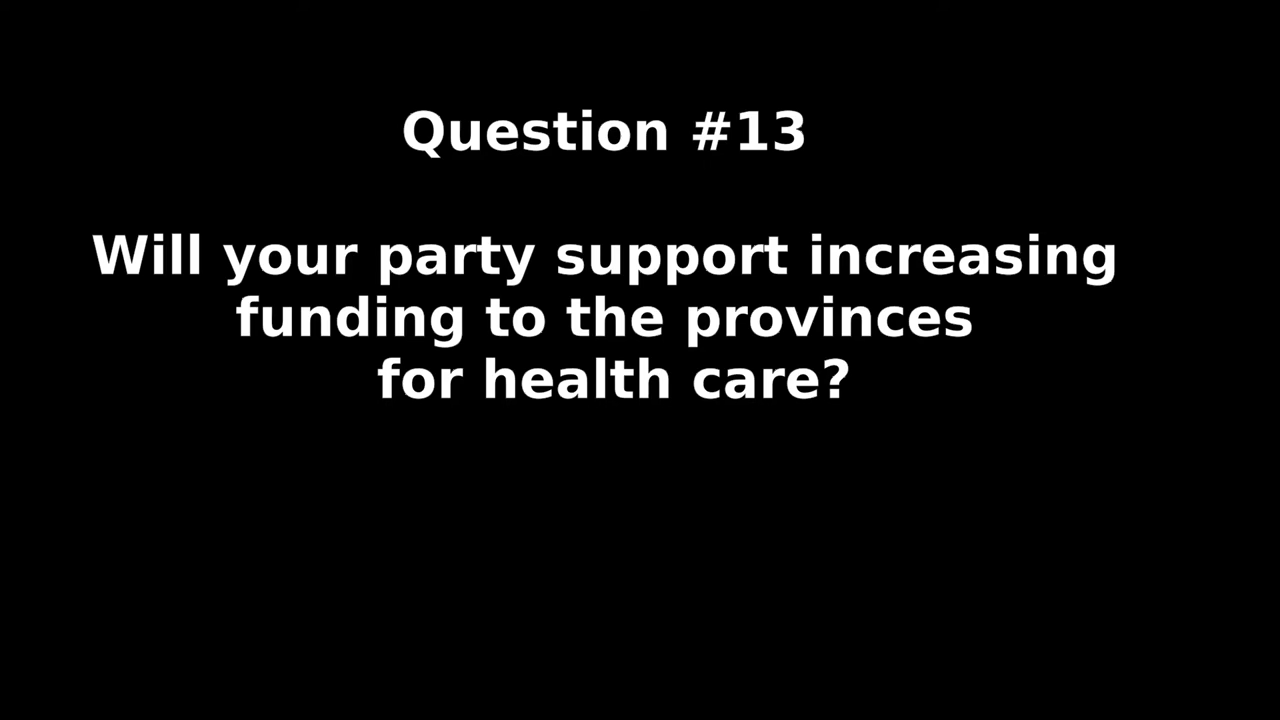 Question #13
Will your party support increasing
funding to the provinces
for health care?